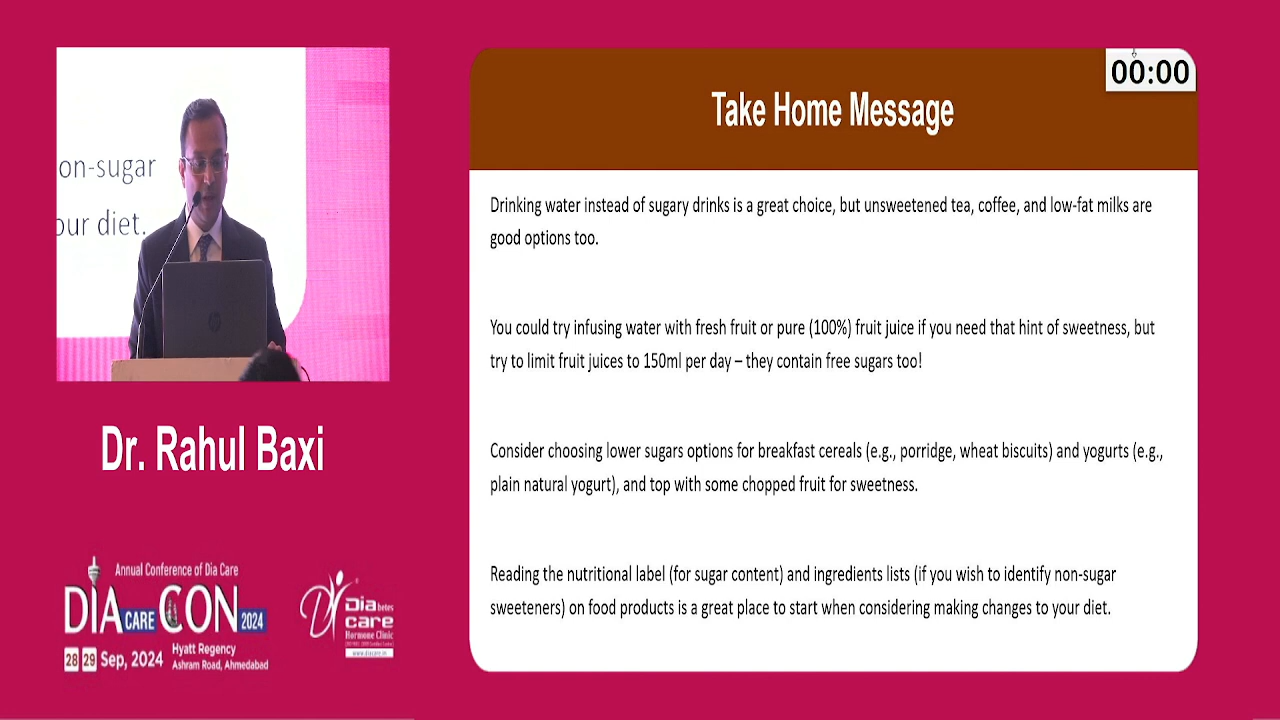 on-sugar
our diet.
Dr. Rahul Baxi
Annual Conference of Dia Care
DIA CARE CON 2024
28 29 Sep, 2024
Hyatt Regency
Ashram Road, Ahmedabad
Diabetes
care
Hormone Clinic
www.diacare.in
00:00
Take Home Message
Drinking water instead of sugary drinks is a great choice, but unsweetened tea, coffee, and low-fat milks are
good options too.
You could try infusing water with fresh fruit or pure (100%) fruit juice if you need that hint of sweetness, but
try to limit fruit juices to 150ml per day – they contain free sugars too!
Consider choosing lower sugars options for breakfast cereals (e.g., porridge, wheat biscuits) and yogurts (e.g.,
plain natural yogurt), and top with some chopped fruit for sweetness.
Reading the nutritional label (for sugar content) and ingredients lists (if you wish to identify non-sugar
sweeteners) on food products is a great place to start when considering making changes to your diet.